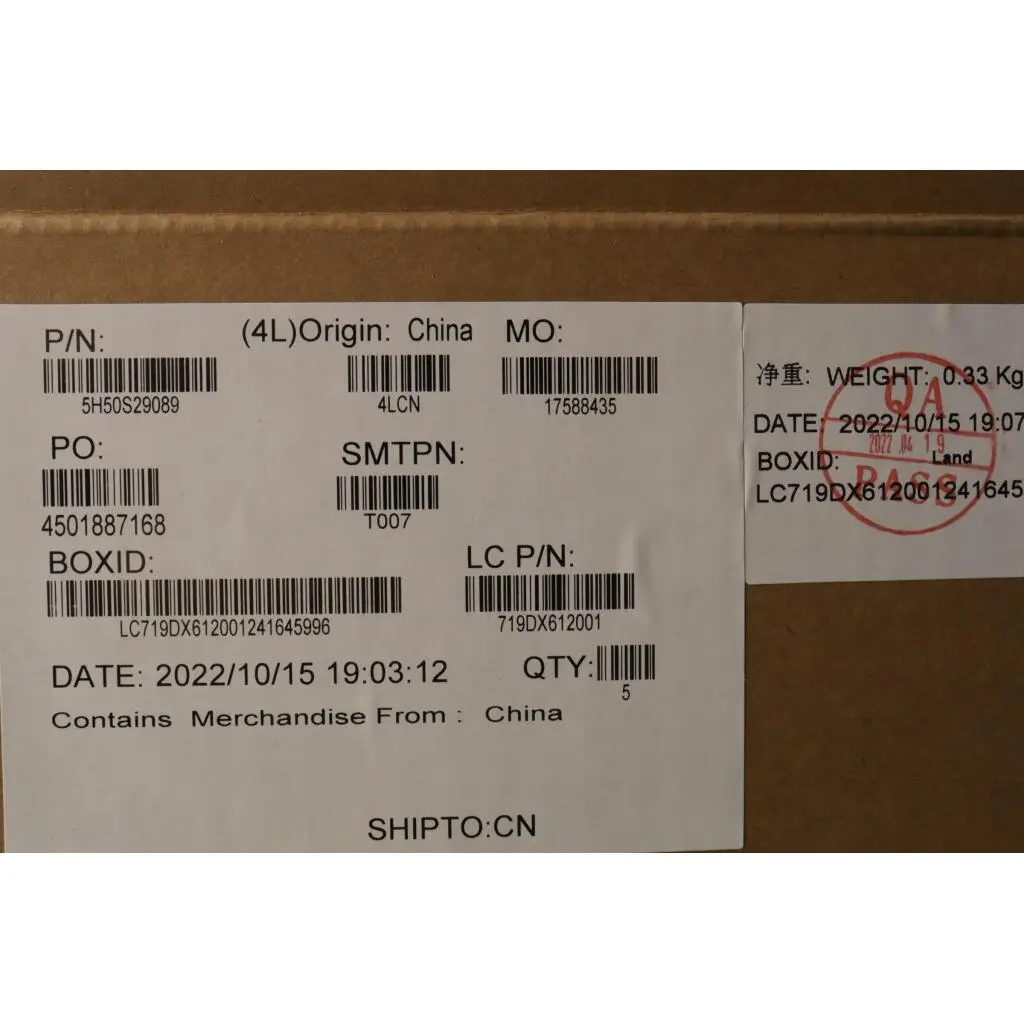 P/N:
(4L)Origin: China
MO:
5H50S29089
4LCN
17588435
PO:
SMTPN:
4501887168
T007
BOXID:
LC P/N:
LC719DX612001241645996
719DX612001
DATE: 2022/10/15 19:03:12
QTY:
5
Contains Merchandise From : China
SHIPTO:CN
净重: WEIGHT: 0.33 Kg
DATE: 2022/10/15 19:07
BOXID: Land
LC719DX612001241645
QA
2022.04 19
PASS